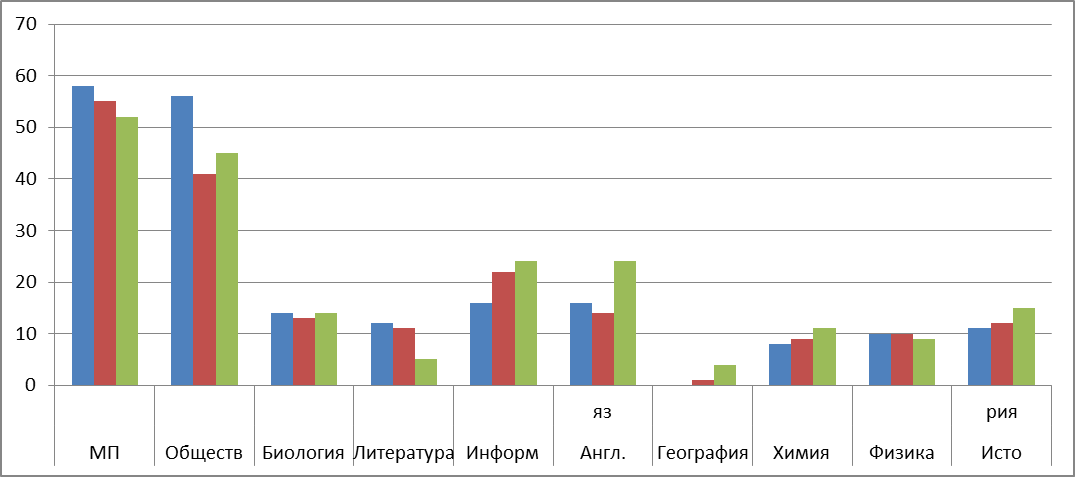 70
60
50
40
30
20
10
0
яз
рия
МП
Обществ
Биология
Литература
Информ
Англ.
География
Химия
Физика
Исто